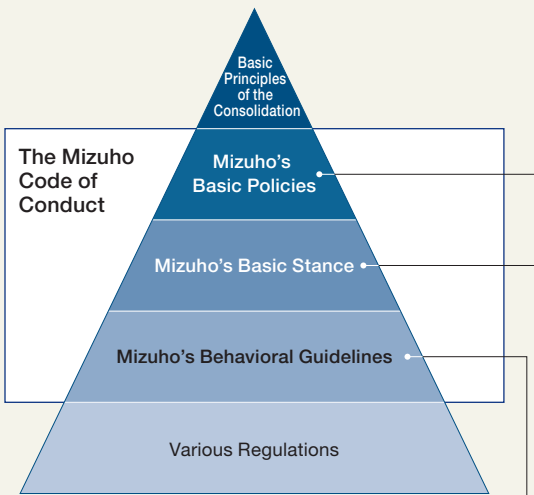 Basic
Principles
of the
Consolidation
The Mizuho
Code of
Conduct
Mizuho's
Basic Policies
Mizuho's Basic Stance
Mizuho's Behavioral Guidelines
Various Regulations